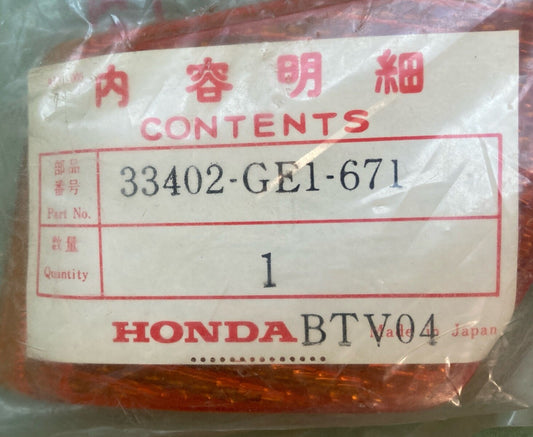 内容明細
CONTENTS
部品番号
Part No.
33402-GE1-671
数量
Quantity
1
HONDA BTV04
Made in Japan